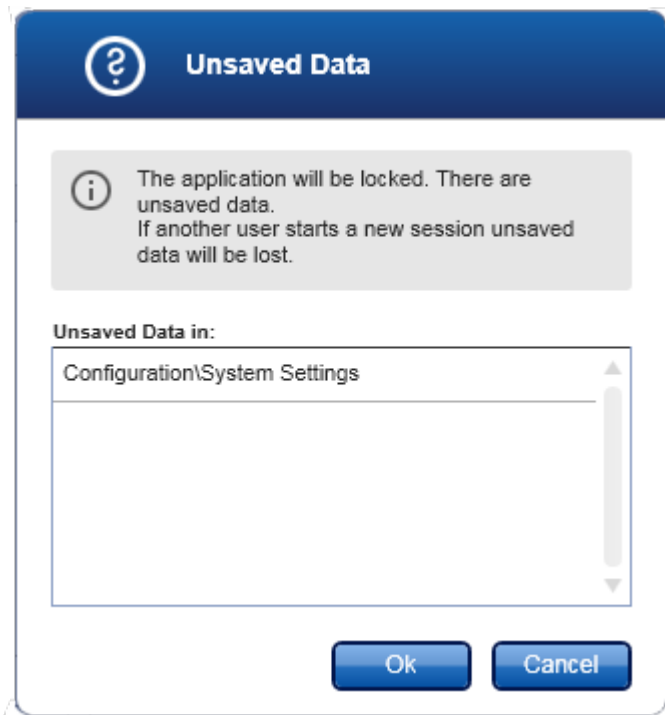 Unsaved Data
The application will be locked. There are
unsaved data.
If another user starts a new session unsaved
data will be lost.
Unsaved Data in:
Configuration\System Settings
Ok
Cancel